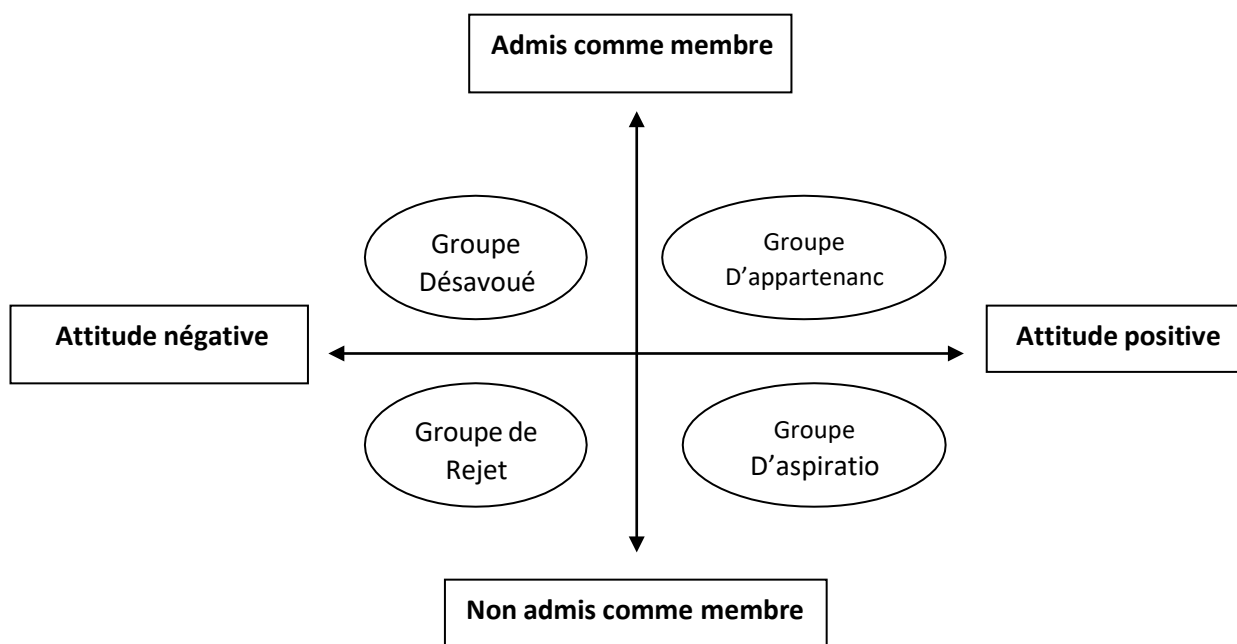 Admis comme membre
Groupe
Désavoué
Groupe
D’appartenanc
Attitude négative
Attitude positive
Groupe de
Rejet
Groupe
D’aspiratio
Non admis comme membre